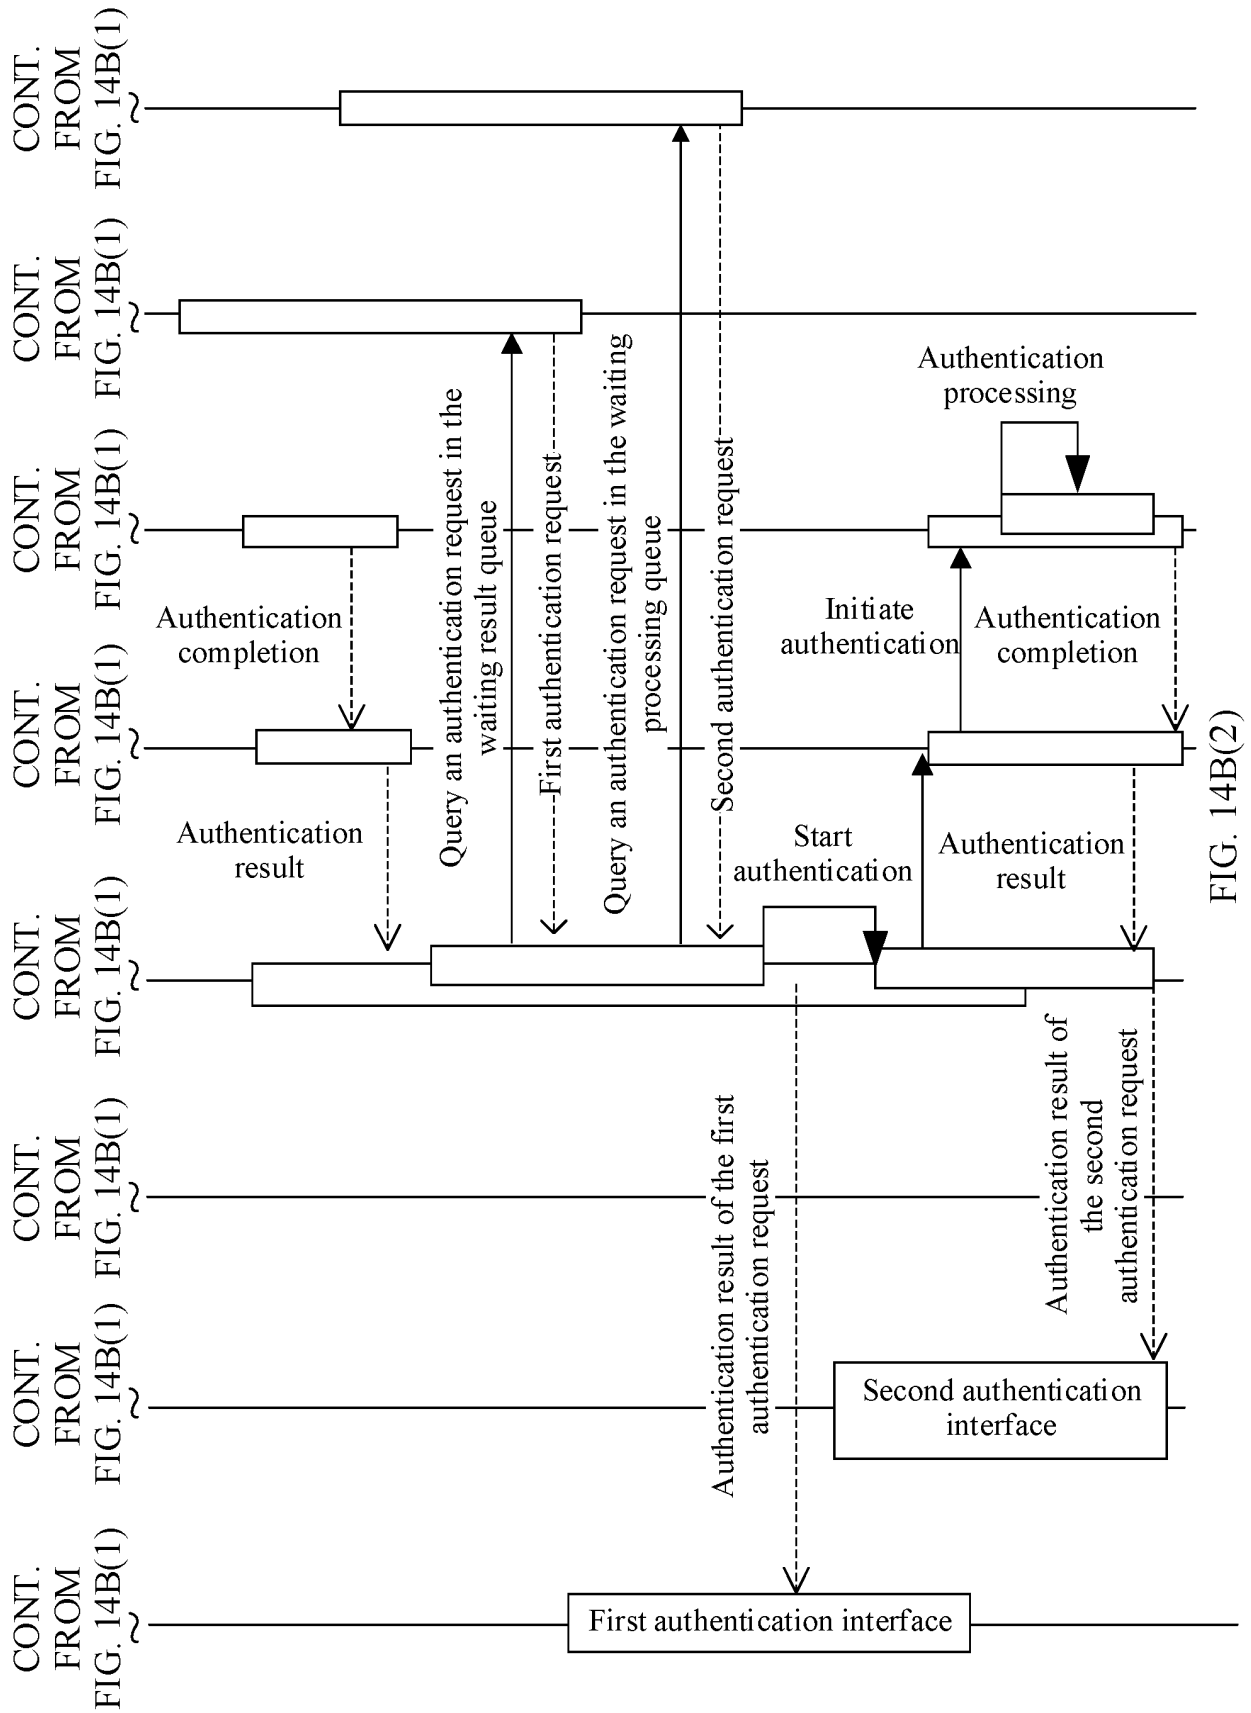 CONT.
FROM
FIG. 14B(1)
CONT.
FROM
FIG. 14B(1)
CONT.
FROM
FIG. 14B(1)
CONT.
FROM
FIG. 14B(1)
CONT.
FROM
FIG. 14B(1)
CONT.
FROM
FIG. 14B(1)
CONT.
FROM
FIG. 14B(1)
CONT.
FROM
FIG. 14B(1)
Authentication
completion
Authentication
result
Query an authentication request in the
waiting result queue
First authentication request
Query an authentication request in the waiting
processing queue
Second authentication request
Authentication result of the first
authentication request
First authentication interface
Start
authentication
Initiate
authentication
Authentication
processing
Authentication
completion
Authentication
result
Authentication result of
the second
authentication request
Second authentication
interface
FIG. 14B(2)